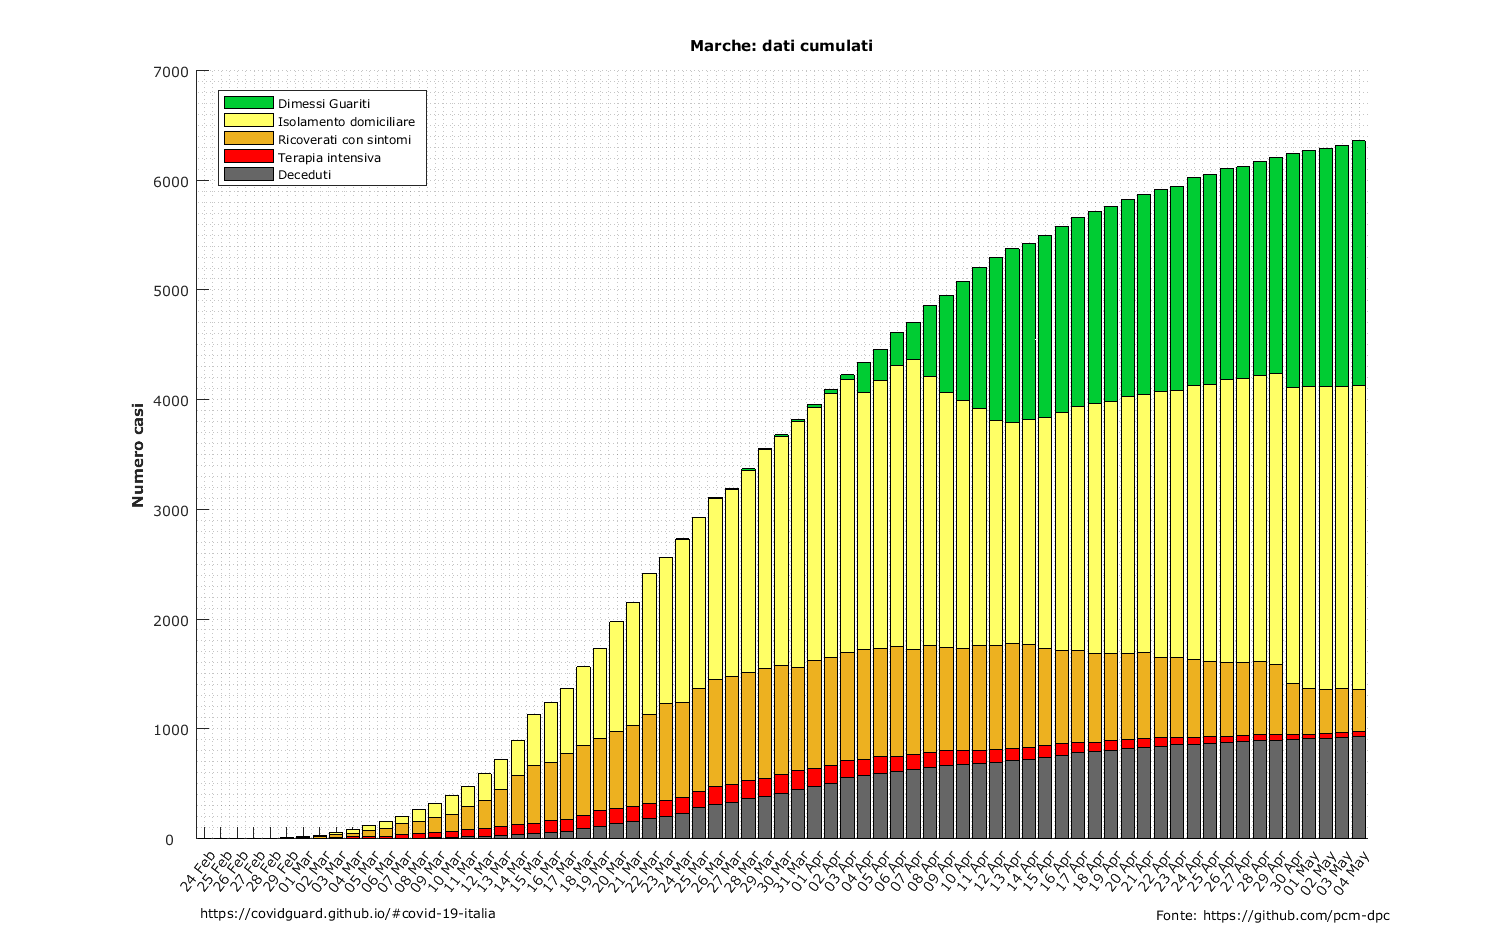 Marche: dati cumulati
7000
6000
5000
4000
3000
2000
1000
0
Numero casi
Dimessi Guariti
Isolamento domiciliare
Ricoverati con sintomi
Terapia intensiva
Deceduti
24 Feb
25 Feb
26 Feb
27 Feb
28 Feb
29 Feb
01 Mar
02 Mar
03 Mar
04 Mar
05 Mar
06 Mar
07 Mar
08 Mar
09 Mar
10 Mar
11 Mar
12 Mar
13 Mar
14 Mar
15 Mar
16 Mar
17 Mar
18 Mar
19 Mar
20 Mar
21 Mar
22 Mar
23 Mar
24 Mar
25 Mar
26 Mar
27 Mar
28 Mar
29 Mar
30 Mar
31 Mar
01 Apr
02 Apr
03 Apr
04 Apr
05 Apr
06 Apr
07 Apr
08 Apr
09 Apr
10 Apr
11 Apr
12 Apr
13 Apr
14 Apr
15 Apr
16 Apr
17 Apr
18 Apr
19 Apr
20 Apr
21 Apr
22 Apr
23 Apr
24 Apr
25 Apr
26 Apr
27 Apr
28 Apr
29 Apr
30 Apr
01 May
02 May
03 May
04 May
https://covidguard.github.io/#covid-19-italia
Fonte: https://github.com/pcm-dpc